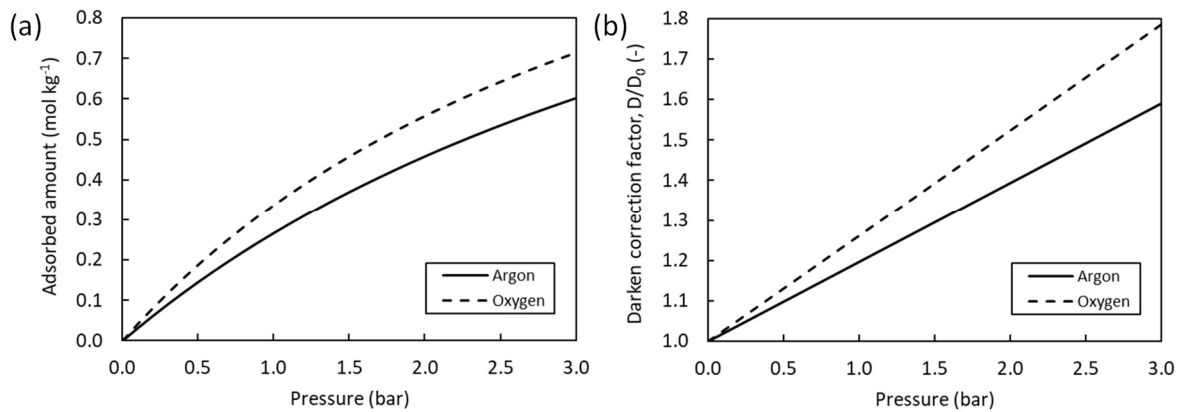 (a)
Adsorbed amount (mol kg-1)
0.8
0.7
0.6
0.5
0.4
0.3
0.2
0.1
0.0
Argon
Oxygen
0.0 0.5 1.0 1.5 2.0 2.5 3.0
Pressure (bar)
(b)
Darken correction factor, D/D0 (-)
1.8
1.7
1.6
1.5
1.4
1.3
1.2
1.1
1.0
Argon
Oxygen
0.0 0.5 1.0 1.5 2.0 2.5 3.0
Pressure (bar)